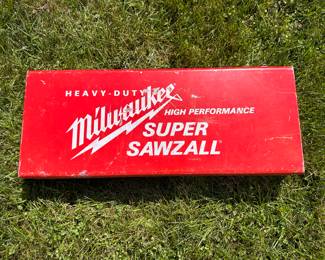 HEAVY-DUTY
Milwaukee
HIGH PERFORMANCE
SUPER
SAWZALL